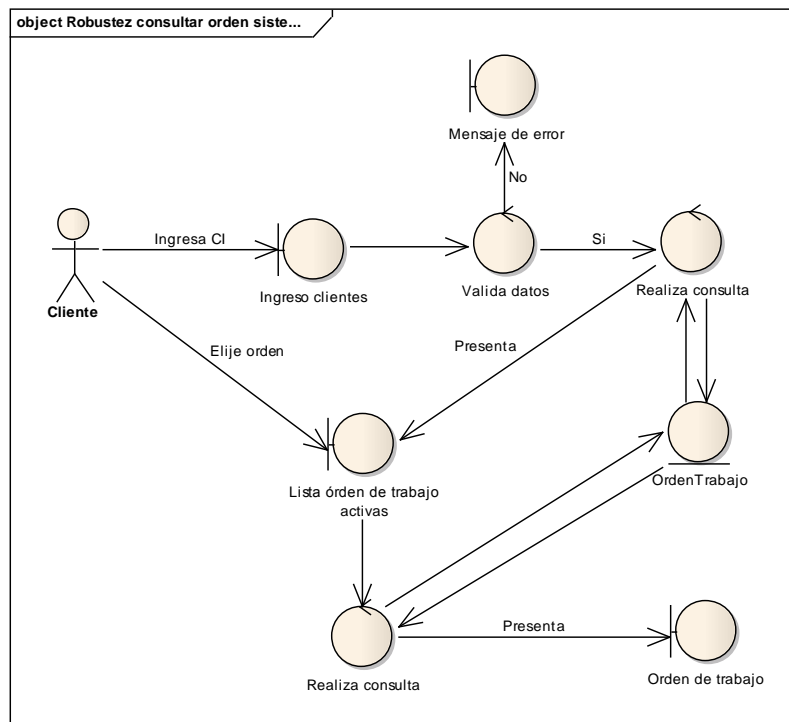 object Robustez consultar orden siste...
Mensaje de error
No
Ingresa CI
Si
Ingreso clientes
Valida datos
Realiza consulta
Cliente
Elije orden
Presenta
Lista órden de trabajo
activas
OrdenTrabajo
Presenta
Realiza consulta
Orden de trabajo